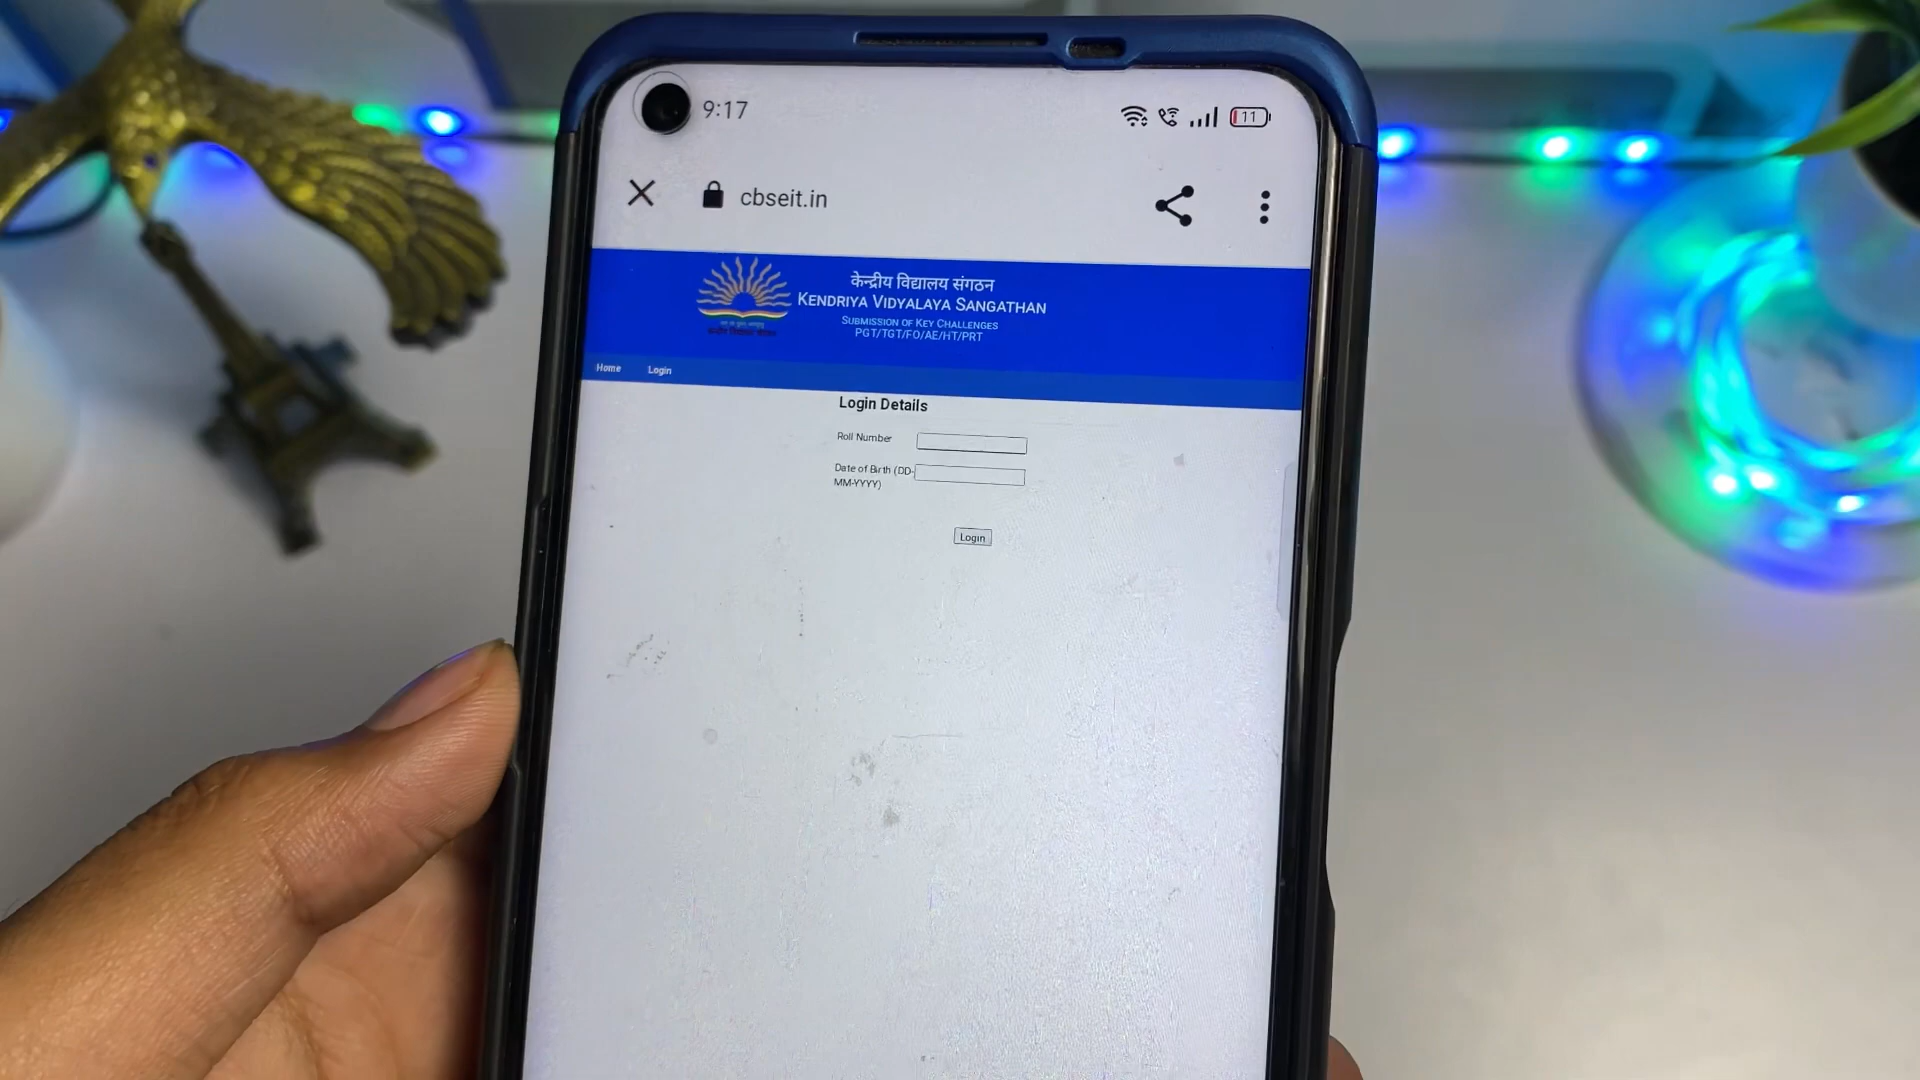 9:17
11
cbseit.in
केन्द्रीय विद्यालय संगठन
KENDRIYA VIDYALAYA SANGATHAN
SUBMISSION OF KEY CHALLENGES
PGT/TGT/FO/AE/HT/PRT
Home Login
Login Details
Roll Number
Date of Birth (DD-
MM-YYYY)
Login